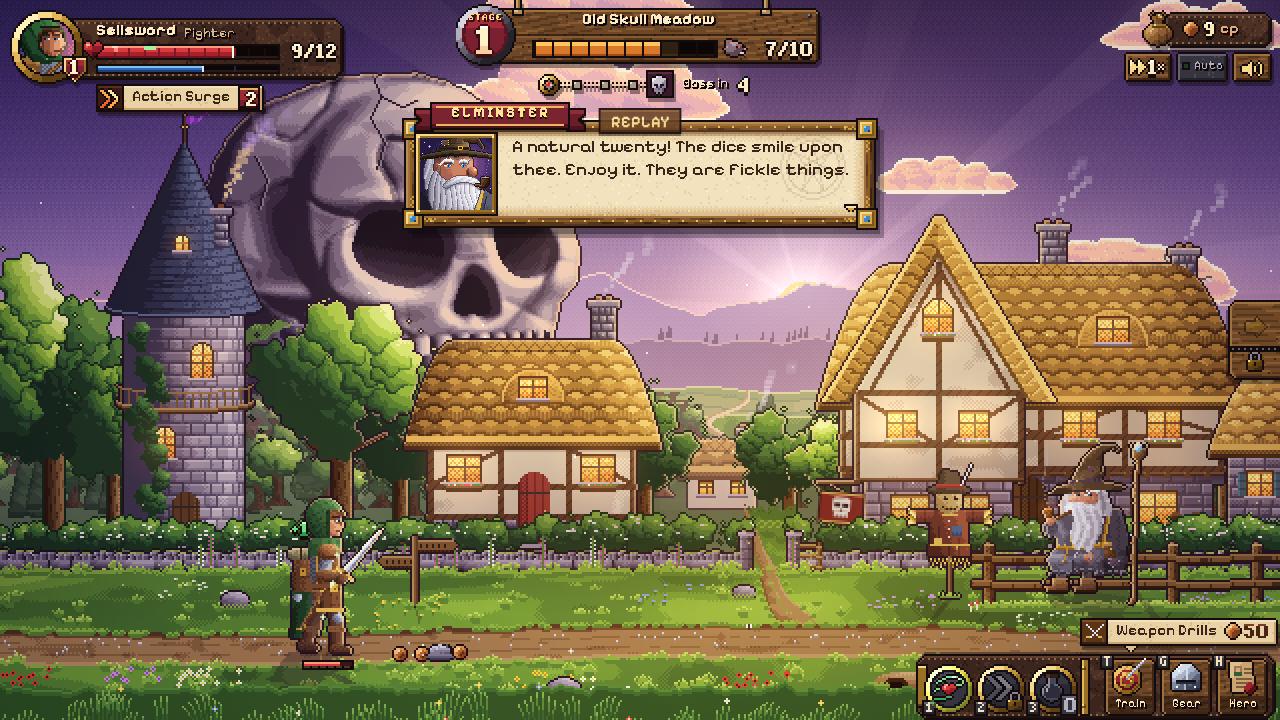 Sellsword Fighter
9/12
1
Action Surge 2
STAGE
1
Old Skull Meadow
7/10
Boss in 4
9 cp
1x
Auto
ELMINSTER
REPLAY
A natural twenty! The dice smile upon
thee. Enjoy it. They are fickle things.
+1
Weapon Drills 50
1
2
3
0
T
G
H
Train
Gear
Hero